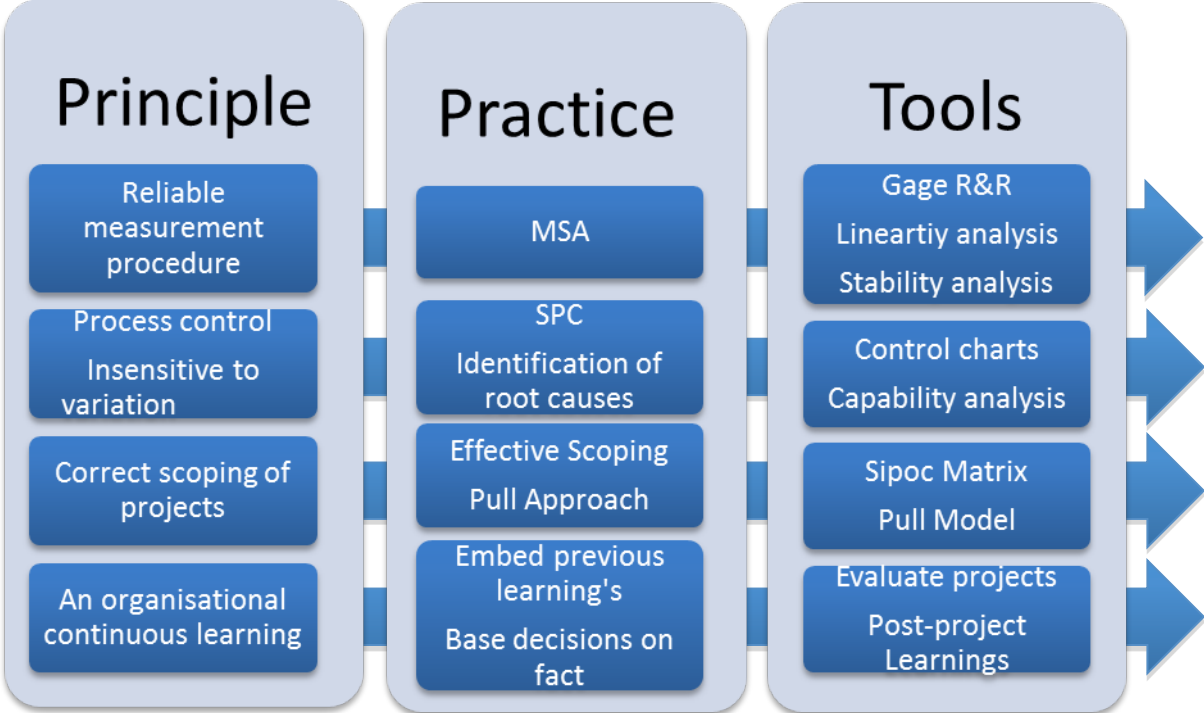 Principle
Reliable
measurement
procedure
Process control
Insensitive to
variation
Correct scoping of
projects
An organisational
continuous learning
Practice
MSA
SPC
Identification of
root causes
Effective Scoping
Pull Approach
Embed previous
learning's
Base decisions on
fact
Tools
Gage R&R
Lineartiy analysis
Stability analysis
Control charts
Capability analysis
Sipoc Matrix
Pull Model
Evaluate projects
Post-project
Learnings